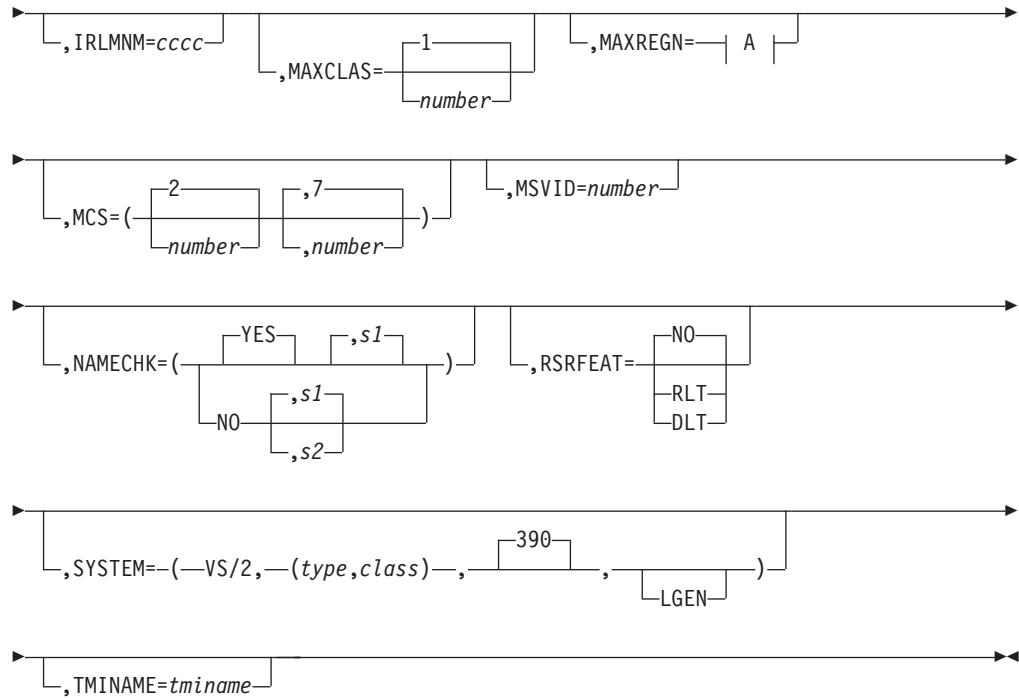 ,IRLMNM=cccc
,MAXCLAS=
1
number
,MAXREGN=
A
,MCS=(
2
number
,7
,number
)
,MSVID=number
,NAMECHK=(
YES
,s1
NO
,s1
,s2
)
,RSRFEAT=
NO
RLT
DLT
,SYSTEM=
(
VS/2,
(type,class)
,
390
,
LGEN
)
,TMINAME=tminame